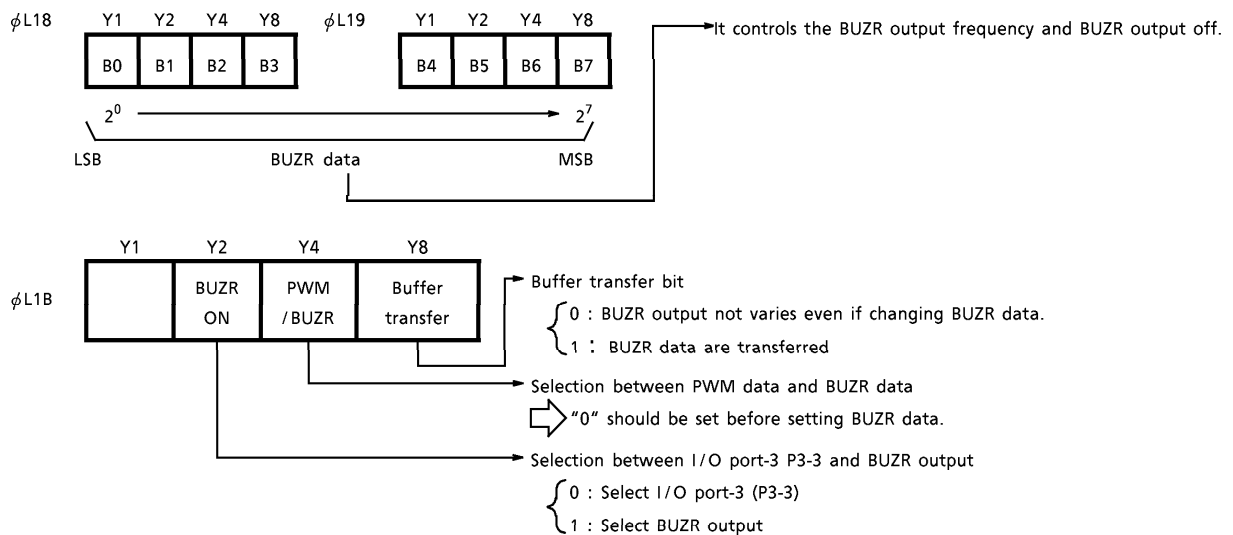 φL18 Y1 Y2 Y4 Y8 φL19 Y1 Y2 Y4 Y8
It controls the BUZR output frequency and BUZR output off.
B0 B1 B2 B3 B4 B5 B6 B7
2⁰ 2⁷
LSB BUZR data MSB
Y1 Y2 Y4 Y8
φL1B
BUZR ON
PWM /BUZR
Buffer transfer
Buffer transfer bit
0 : BUZR output not varies even if changing BUZR data.
1 : BUZR data are transferred
Selection between PWM data and BUZR data
"0" should be set before setting BUZR data.
Selection between I/O port-3 P3-3 and BUZR output
0 : Select I/O port-3 (P3-3)
1 : Select BUZR output